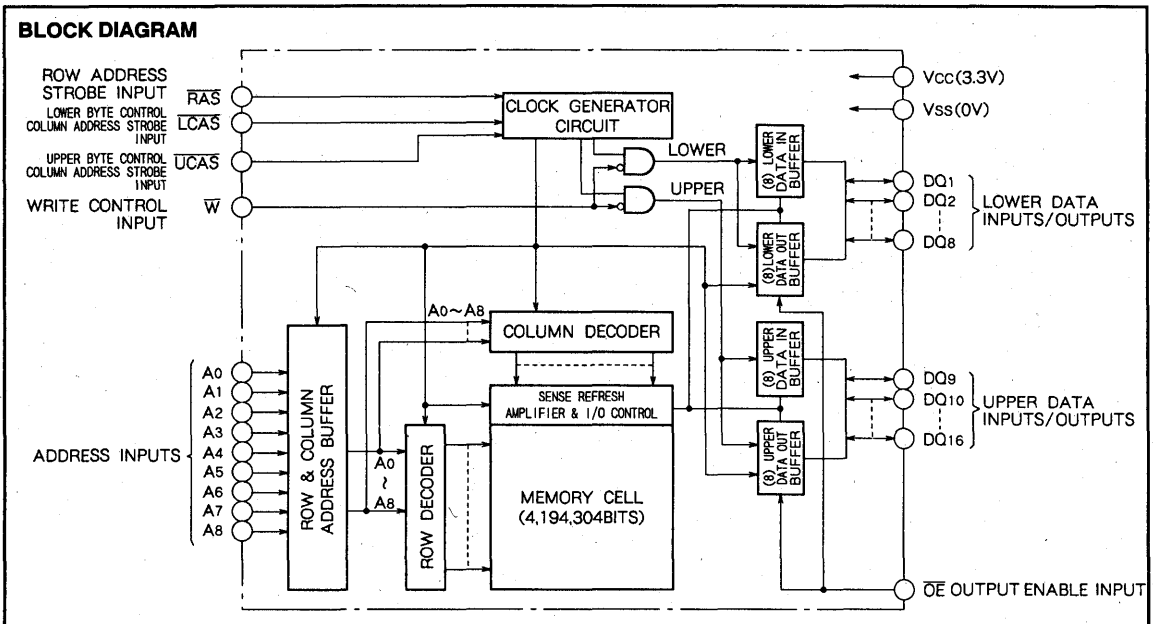 BLOCK DIAGRAM
ROW ADDRESS
STROBE INPUT
RAS
LOWER BYTE CONTROL
COLUMN ADDRESS STROBE
INPUT
LCAS
UPPER BYTE CONTROL
COLUMN ADDRESS STROBE
INPUT
UCAS
WRITE CONTROL
INPUT
W
CLOCK GENERATOR
CIRCUIT
LOWER
UPPER
(8) LOWER
DATA IN
BUFFER
(8)LOWER
DATA OUT
BUFFER
(8) UPPER
DATA IN
BUFFER
(8) UPPER
DATA OUT
BUFFER
VCC(3.3V)
VSS(0V)
DQ1
DQ2
DQ8
LOWER DATA
INPUTS/OUTPUTS
DQ9
DQ10
DQ16
UPPER DATA
INPUTS/OUTPUTS
OE OUTPUT ENABLE INPUT
ADDRESS INPUTS
A0
A1
A2
A3
A4
A5
A6
A7
A8
ROW & COLUMN
ADDRESS BUFFER
A0~A8
COLUMN DECODER
A0
~
A8
ROW DECODER
SENSE REFRESH
AMPLIFIER & I/O CONTROL
MEMORY CELL
(4,194,304BITS)